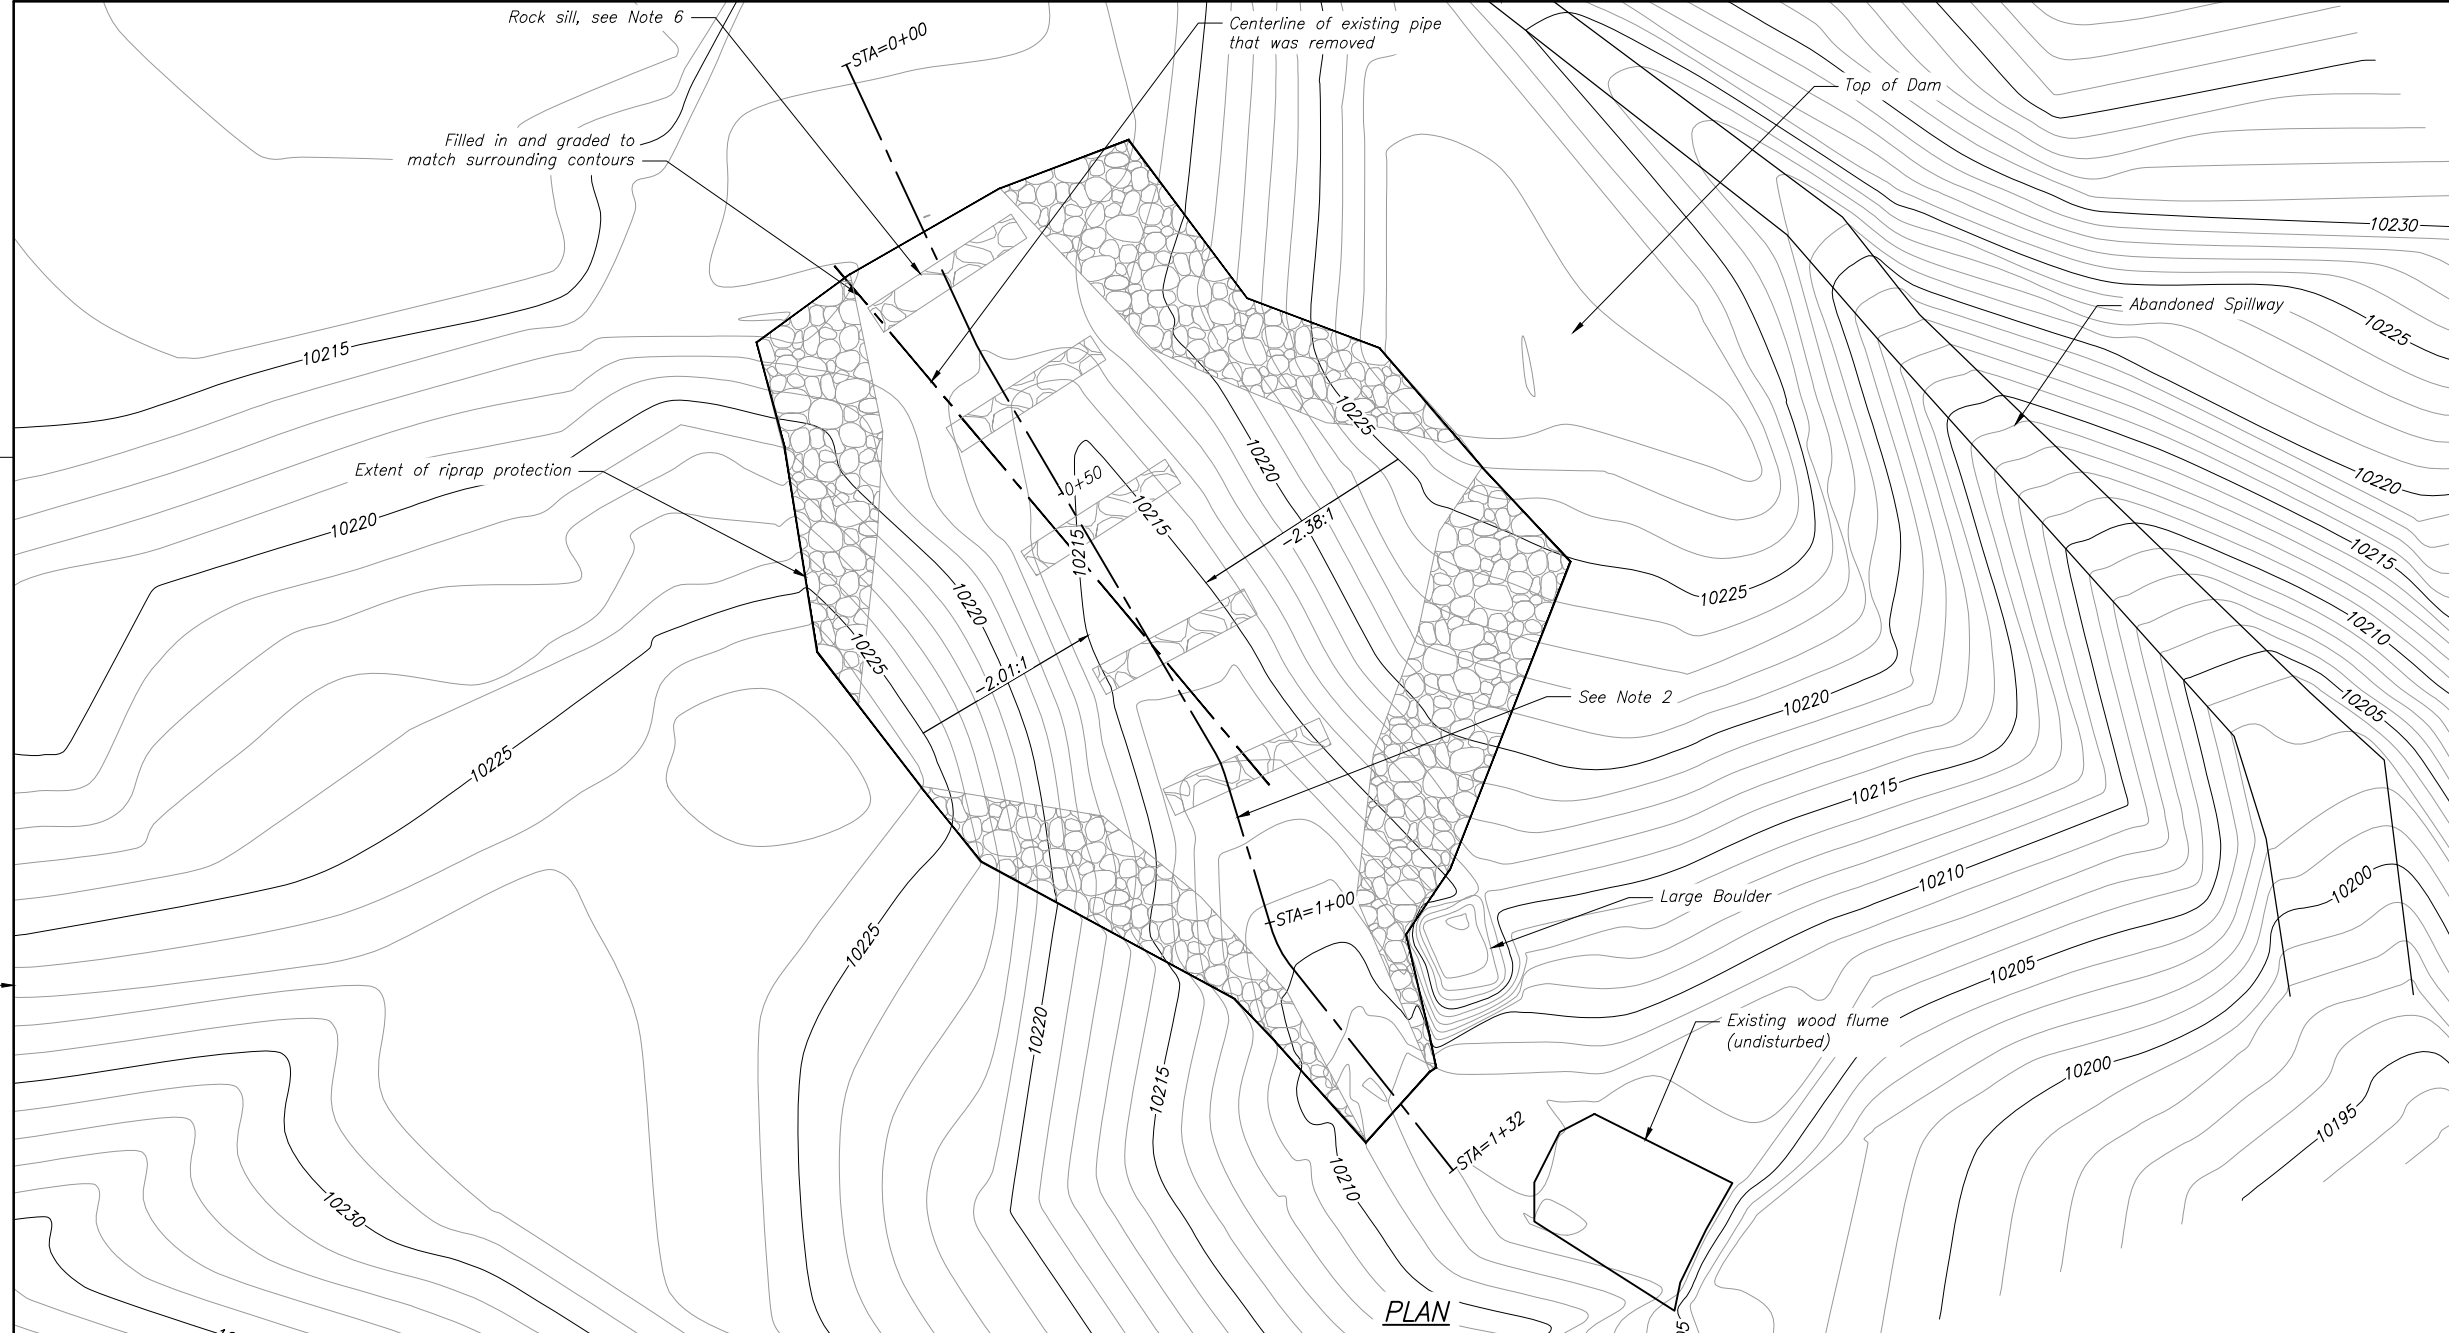 Rock sill, see Note 6
STA=0+00
Centerline of existing pipe
that was removed
Top of Dam
Filled in and graded to
match surrounding contours
10230
Abandoned Spillway
10225
10215
10225
10220
Extent of riprap protection
0+50
10215
10220
10220
-2.38:1
10215
10215
10220
10225
10225
10210
-2.01:1
See Note 2
10220
10205
10225
10215
10210
10200
Large Boulder
STA=1+00
10225
10205
Existing wood flume
(undisturbed)
10220
10200
10215
STA=1+32
10195
10210
10230
PLAN